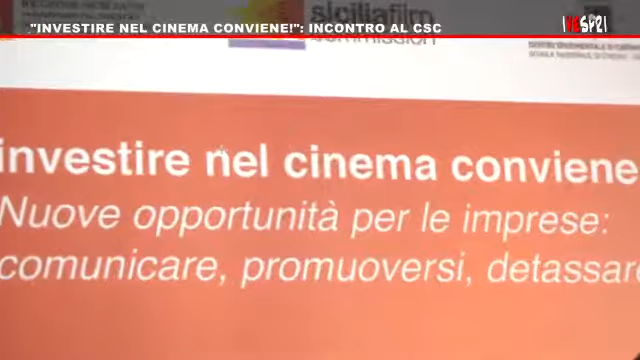 "INVESTIRE NEL CINEMA CONVIENE!": INCONTRO AL CSC
IVESPRI
siciliafilm
commission
investire nel cinema conviene
Nuove opportunità per le imprese:
comunicare, promuoversi, detassare